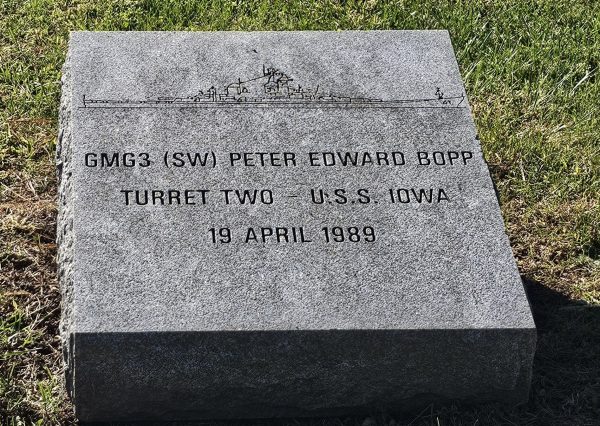 GMG3 (SW) PETER EDWARD BOPP
TURRET TWO - U.S.S. IOWA
19 APRIL 1989